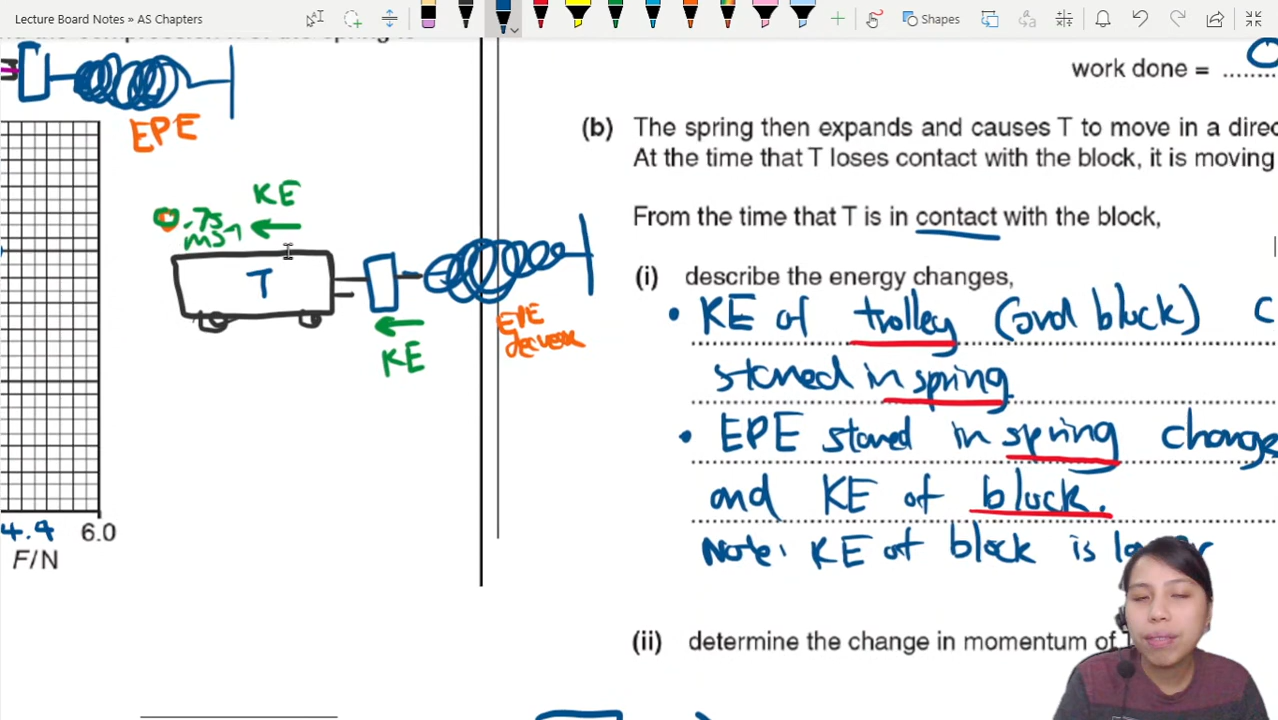 Lecture Board Notes » AS Chapters
Shapes
EPE
work done =
(b) The spring then expands and causes T to move in a direc
At the time that T loses contact with the block, it is moving
From the time that T is in contact with the block,
(i) describe the energy changes,
• KE of trolley (and block) C
stored in spring
• EPE stored in spring change
and KE of block.
Note: KE of block is
(ii) determine the change in momentum of
KE
0.75
ms-1
T
KE
EPE
decrease
4.9 6.0
F/N